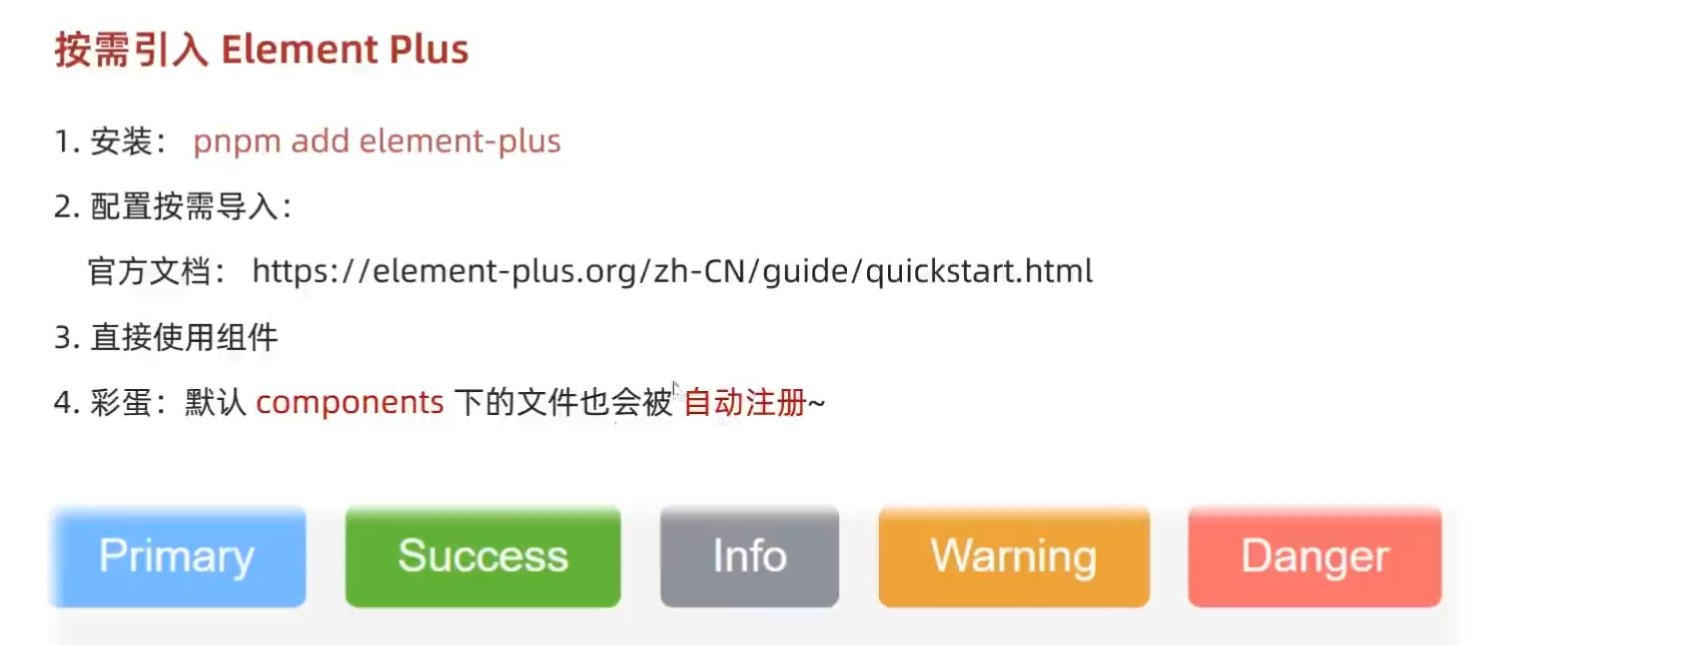 按需引入 Element Plus
1. 安装： pnpm add element-plus
2. 配置按需导入：
官方文档： https://element-plus.org/zh-CN/guide/quickstart.html
3. 直接使用组件
4. 彩蛋：默认 components 下的文件也会被 自动注册~
Primary Success Info Warning Danger